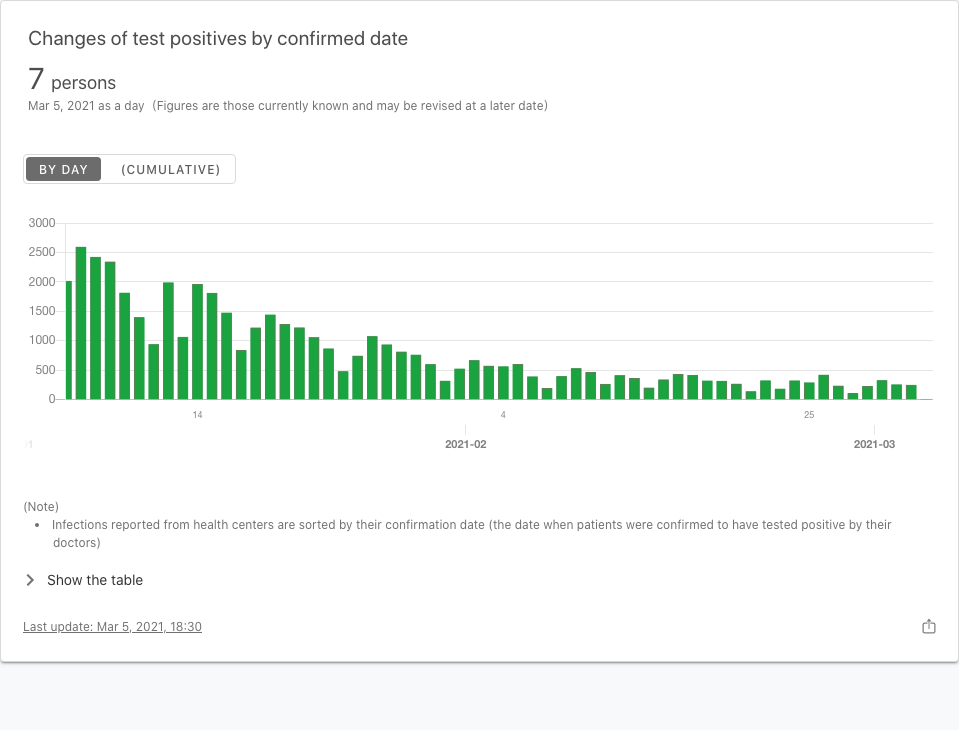 Changes of test positives by confirmed date
7 persons
Mar 5, 2021 as a day (Figures are those currently known and may be revised at a later date)
BY DAY (CUMULATIVE)
3000
2500
2000
1500
1000
500
0
14 4 25
1 2021-02 2021-03
(Note)
• Infections reported from health centers are sorted by their confirmation date (the date when patients were confirmed to have tested positive by their
doctors)
Show the table
Last update: Mar 5, 2021, 18:30